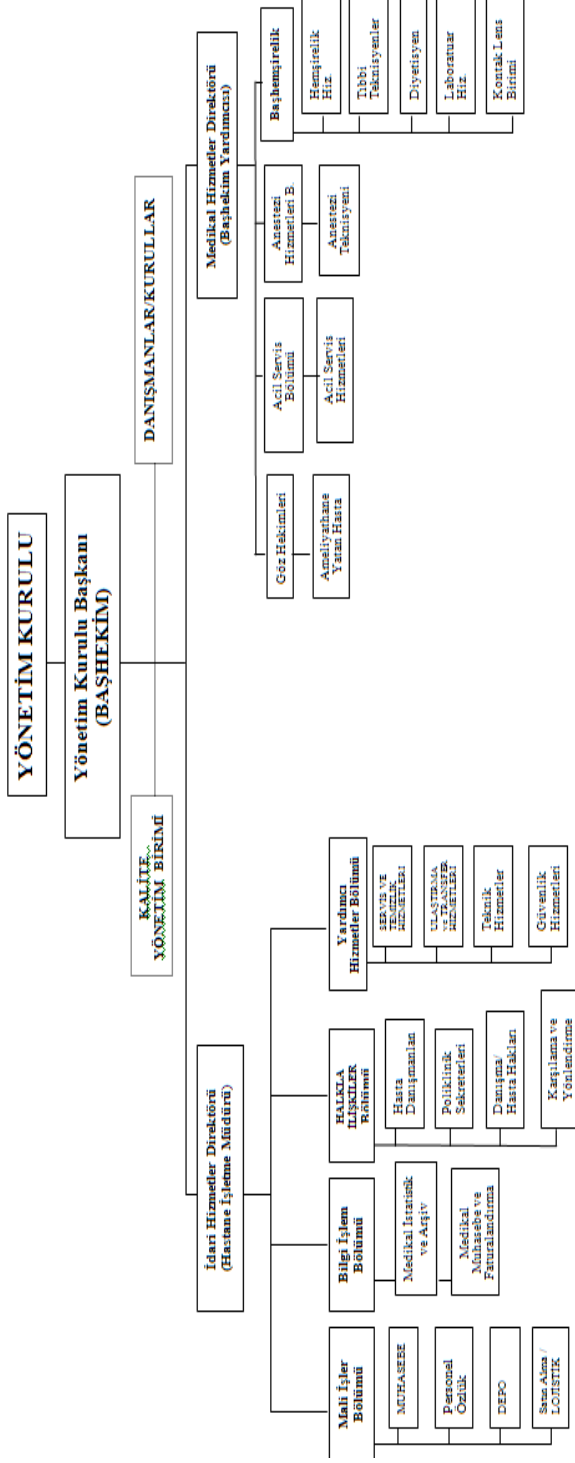 YÖNETİM KURULU
Yönetim Kurulu Başkanı
(BAŞHEKİM)
KALİTE
YÖNETİM BİRİMİ
DANIŞMANLAR/KURULLAR
İdari Hizmetler Direktörü
(Hastane İşletme Müdürü)
Medikal Hizmetler Direktörü
(Başhekim Yardımcısı)
Mali İşler
Bölümü
MUHASEBE
Personel
Özlük
DEPO
Satın Alma /
LOJİSTİK
Bilgi İşlem
Bölümü
Medikal İstatistik
ve Arşiv
Medikal
Muhasebe ve
Faturalandırma
HALKLA
İLİŞKİLER
Bölümü
Hasta
Danışmanları
Poliklinik
Sekreterleri
Danışma/
Hasta Hakları
Karşılama ve
Yönlendirme
Yardımcı
Hizmetler Bölümü
SERVİS VE
TEMİZLİK
HİZMETLERİ
ULAŞTIRMA
ve TRANSFER
HİZMETLERİ
Teknik
Hizmetler
Güvenlik
Hizmetleri
Göz Hekimleri
Ameliyathane
Yatan Hasta
Acil Servis
Bölümü
Acil Servis
Hizmetleri
Anestezi
Hizmetleri B.
Anestezi
Teknisyeni
Başhemşirelik
Hemşirelik
Hiz.
Tıbbi
Teknisyenler
Diyetisyen
Laboratuar
Hiz.
Kontak Lens
Birimi